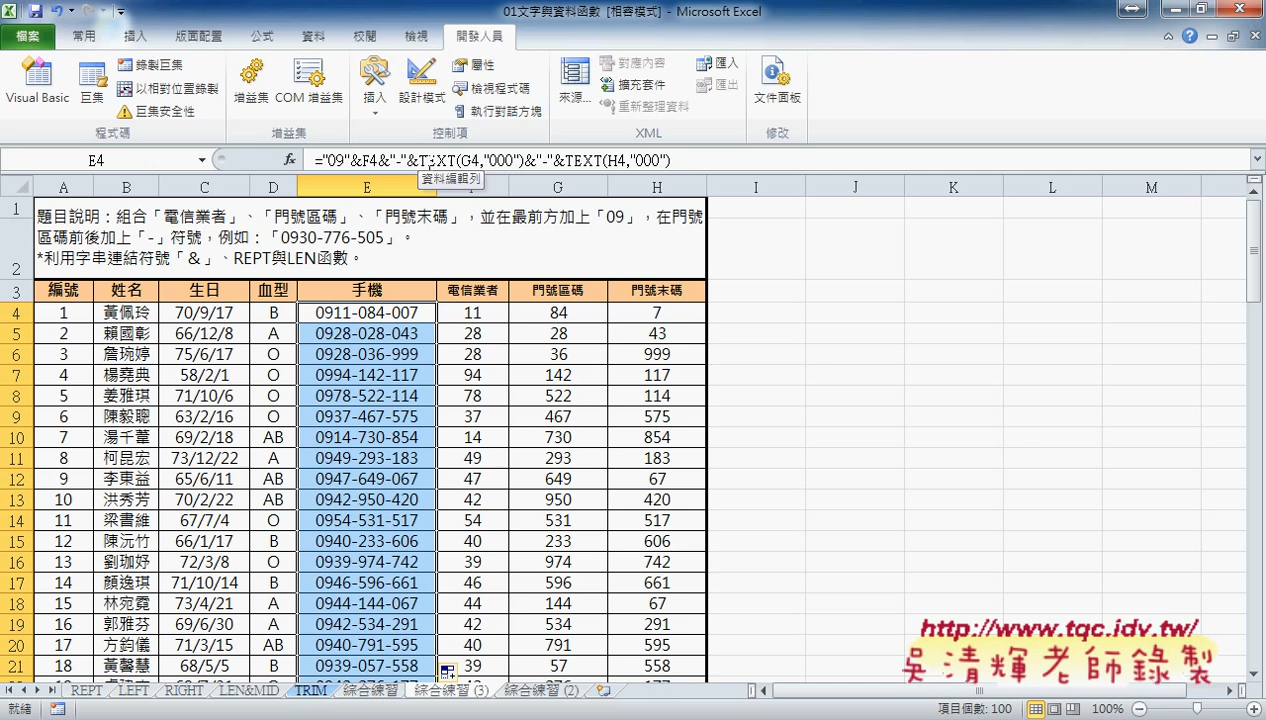 01文字與資料函數 [相容模式] - Microsoft Excel
檔案 常用 插入 版面配置 公式 資料 校閱 檢視 開發人員
Visual Basic 巨集 錄製巨集 以相對位置錄製 巨集安全性 程式碼
增益集 COM 增益集 增益集
插入 設計模式 屬性 檢視程式碼 執行對話方塊 控制項
來源... 對應內容 擴充套件 重新整理資料 匯入 匯出 XML
文件面板 修改
E4 fx ="09"&F4&"-"&TEXT(G4,"000")&"-"&TEXT(H4,"000")
資料編輯列
A B C D E G H I J K L M
1 題目說明：組合「電信業者」、「門號區碼」、「門號末碼」，並在最前方加上「09」，在門號
區碼前後加上「-」符號，例如：「0930-776-505」。
2 *利用字串連結符號「＆」、REPT與LEN函數。
3 編號 姓名 生日 血型 手機 電信業者 門號區碼 門號末碼
4 1 黃佩玲 70/9/17 B 0911-084-007 11 84 7
5 2 賴國彰 66/12/8 A 0928-028-043 28 28 43
6 3 詹琬婷 75/6/17 O 0928-036-999 28 36 999
7 4 楊堯典 58/2/1 O 0994-142-117 94 142 117
8 5 姜雅琪 71/10/6 O 0978-522-114 78 522 114
9 6 陳毅聰 63/2/16 O 0937-467-575 37 467 575
10 7 湯千葦 69/2/18 AB 0914-730-854 14 730 854
11 8 柯昆宏 73/12/22 A 0949-293-183 49 293 183
12 9 李東益 65/6/11 AB 0947-649-067 47 649 67
13 10 洪秀芳 70/2/22 AB 0942-950-420 42 950 420
14 11 梁書維 67/7/4 O 0954-531-517 54 531 517
15 12 陳沅竹 66/1/17 B 0940-233-606 40 233 606
16 13 劉珈妤 72/3/8 O 0939-974-742 39 974 742
17 14 顏逸琪 71/10/14 B 0946-596-661 46 596 661
18 15 林宛霓 73/4/21 A 0944-144-067 44 144 67
19 16 郭雅芬 69/6/30 A 0942-534-291 42 534 291
20 17 方鈞儀 71/3/15 AB 0940-791-595 40 791 595
21 18 黃馨慧 68/5/5 B 0939-057-558 39 57 558
http://www.tqc.idv.tw/
吳清輝老師錄製
REPT LEFT RIGHT LEN&MID TRIM 綜合練習 綜合練習 (3) 綜合練習 (2)
就緒 項目個數: 100 100%